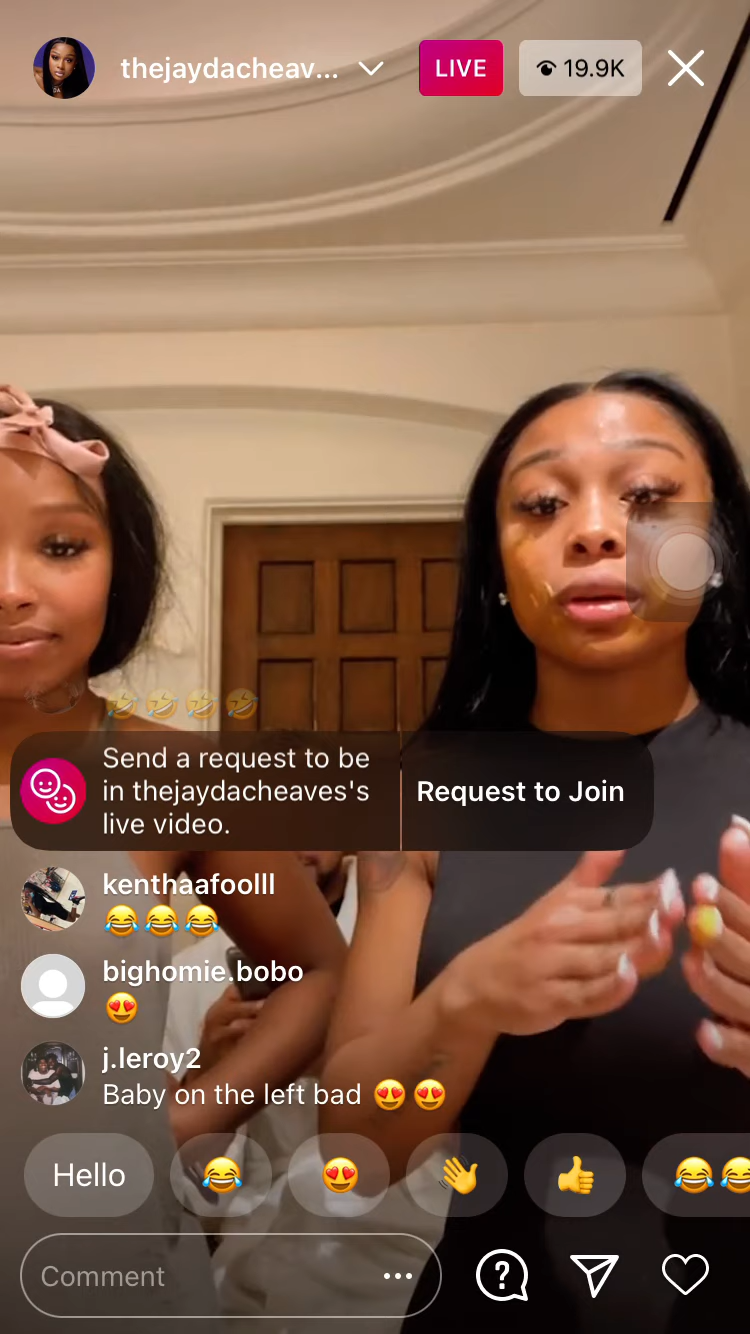 thejaydacheav...
LIVE
19.9K
🤣🤣🤣🤣
Send a request to be
in thejaydacheaves's
live video.
Request to Join
kenthaafoolll
😂😂😂
bighomie.bobo
😍
j.leroy2
Baby on the left bad 😍😍
Hello 😂 😍 👋 👍 😂😂
Comment